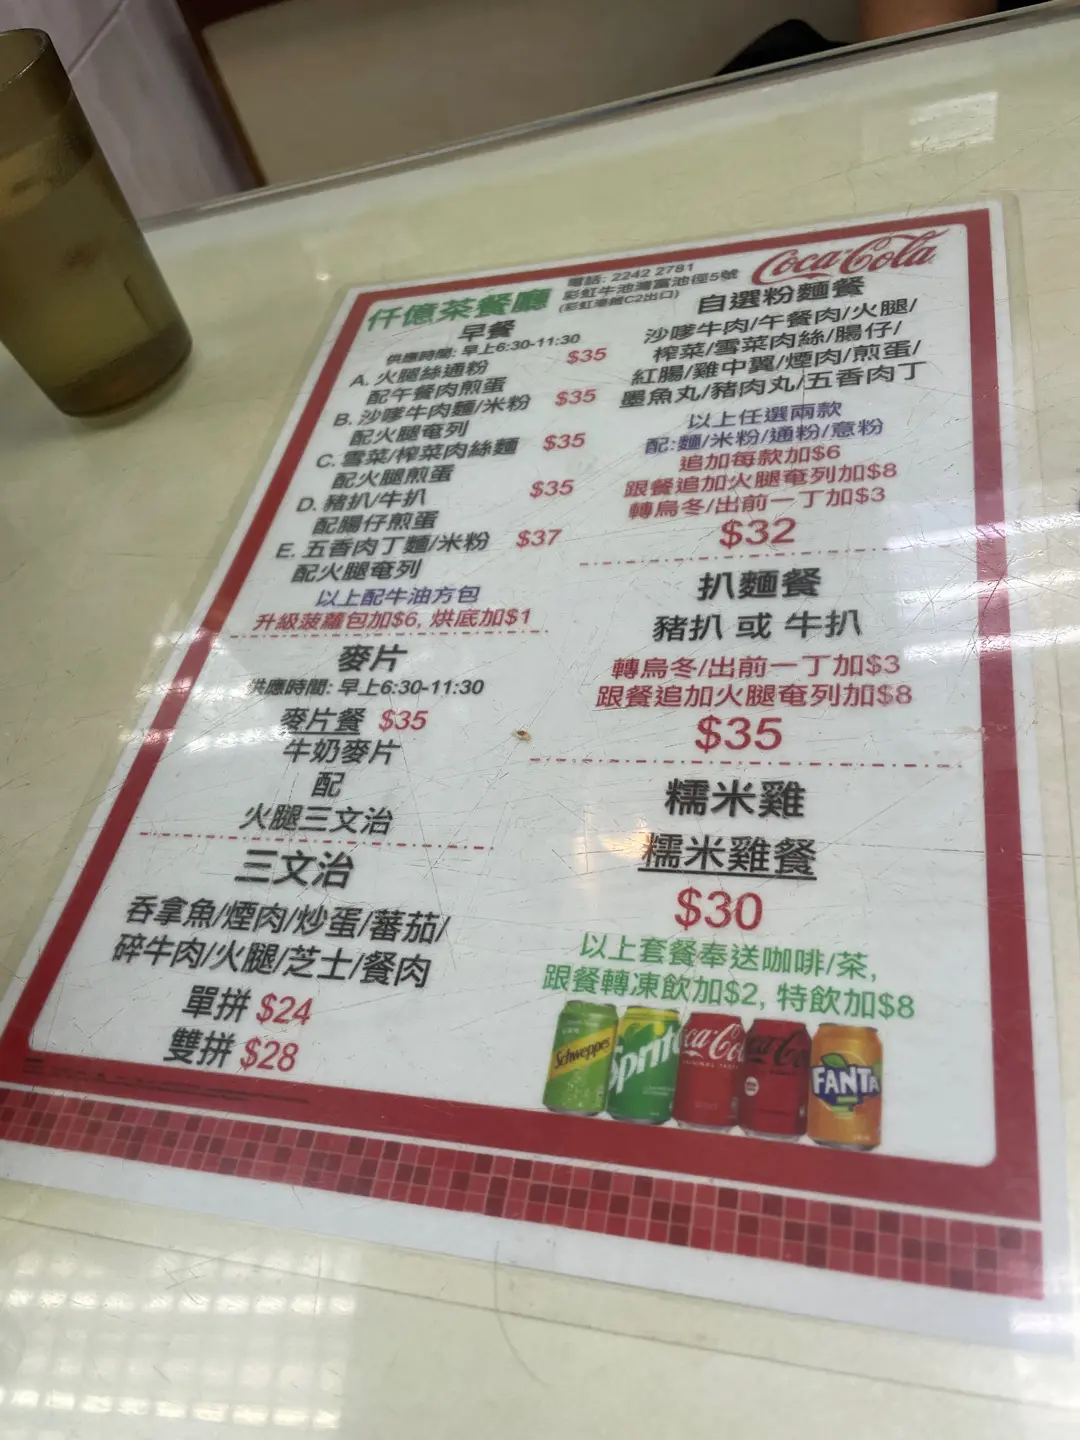 仟億茶餐廳
電話: 2242 2781
彩虹牛池灣富池徑5號
(彩虹港鐵C2出口)
Coca-Cola
早餐
供應時間: 早上6:30-11:30
A. 火腿絲通粉 $35
配午餐肉煎蛋
B. 沙嗲牛肉麵/米粉 $35
配火腿奄列
C. 雪菜/榨菜肉絲麵 $35
配火腿煎蛋
D. 豬扒/牛扒 $35
配腸仔煎蛋
E. 五香肉丁麵/米粉 $37
配火腿奄列
以上配牛油方包
升級菠蘿包加$6, 烘底加$1
麥片
供應時間: 早上6:30-11:30
麥片餐 $35
牛奶麥片
配
火腿三文治
三文治
吞拿魚/煙肉/炒蛋/蕃茄/
碎牛肉/火腿/芝士/餐肉
單拼 $24
雙拼 $28
自選粉麵餐
沙嗲牛肉/午餐肉/火腿/
榨菜/雪菜肉絲/腸仔/
紅腸/雞中翼/煙肉/煎蛋/
墨魚丸/豬肉丸/五香肉丁
以上任選兩款
配:麵/米粉/通粉/意粉
追加每款加$6
跟餐追加火腿奄列加$8
轉烏冬/出前一丁加$3
$32
扒麵餐
豬扒 或 牛扒
轉烏冬/出前一丁加$3
跟餐追加火腿奄列加$8
$35
糯米雞
糯米雞餐
$30
以上套餐奉送咖啡/茶,
跟餐轉凍飲加$2, 特飲加$8
Schweppes
Sprite
Coca-Cola
FANTA